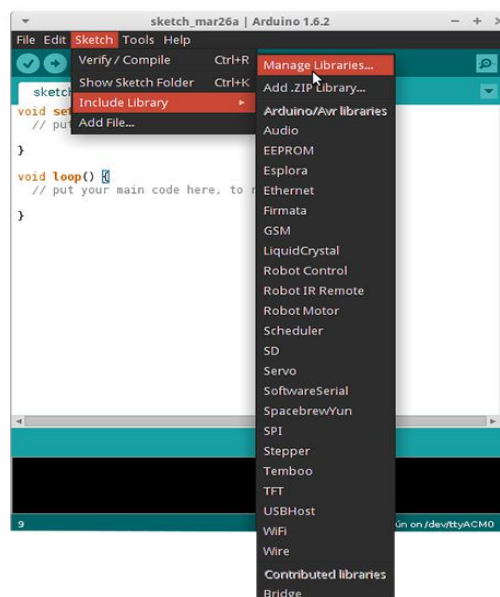 sketch_mar26a | Arduino 1.6.2
File Edit Sketch Tools Help
Verify / Compile Ctrl+R
Show Sketch Folder Ctrl+K
Include Library
Add File...
Manage Libraries...
Add .ZIP Library...
Arduino/Avr libraries
Audio
EEPROM
Esplora
Ethernet
Firmata
GSM
LiquidCrystal
Robot Control
Robot IR Remote
Robot Motor
Scheduler
SD
Servo
SoftwareSerial
SpacebrewYun
SPI
Stepper
Temboo
TFT
USBHost
WiFi
Wire
Contributed libraries
Bridge
void
// put
}
void loop() {
// put your main code here, to
}
9
on /dev/ttyACM0